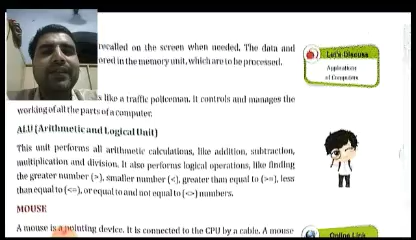 recalled on the screen when needed. The data and
ored in the memory unit, which are to be processed.
Let's Discuss
Applications
of Computers
s like a traffic policeman. It controls and manages the
working of all the parts of a computer.
ALU (Arithmetic and Logical Unit)
This unit performs all arithmetic calculations, like addition, subtraction,
multiplication and division. It also performs logical operations, like finding
the greater number (>), smaller number (<), greater than equal to (>=), less
than equal to (<=), or equal to and not equal to (<>) numbers.
MOUSE
A mouse is a pointing device. It is connected to the CPU by a cable. A mouse
Online Link